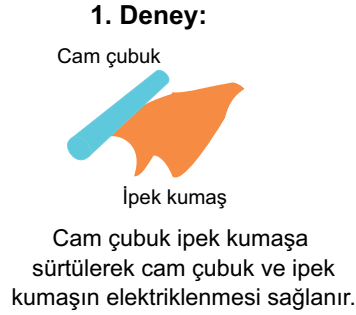 1. Deney:
Cam çubuk
İpek kumaş
Cam çubuk ipek kumaşa
sürtülerek cam çubuk ve ipek
kumaşın elektriklenmesi sağlanır.